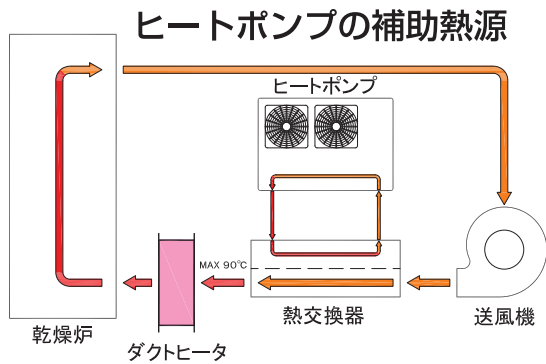 ヒートポンプの補助熱源
ヒートポンプ
MAX 90℃
熱交換器
送風機
乾燥炉
ダクトヒータ